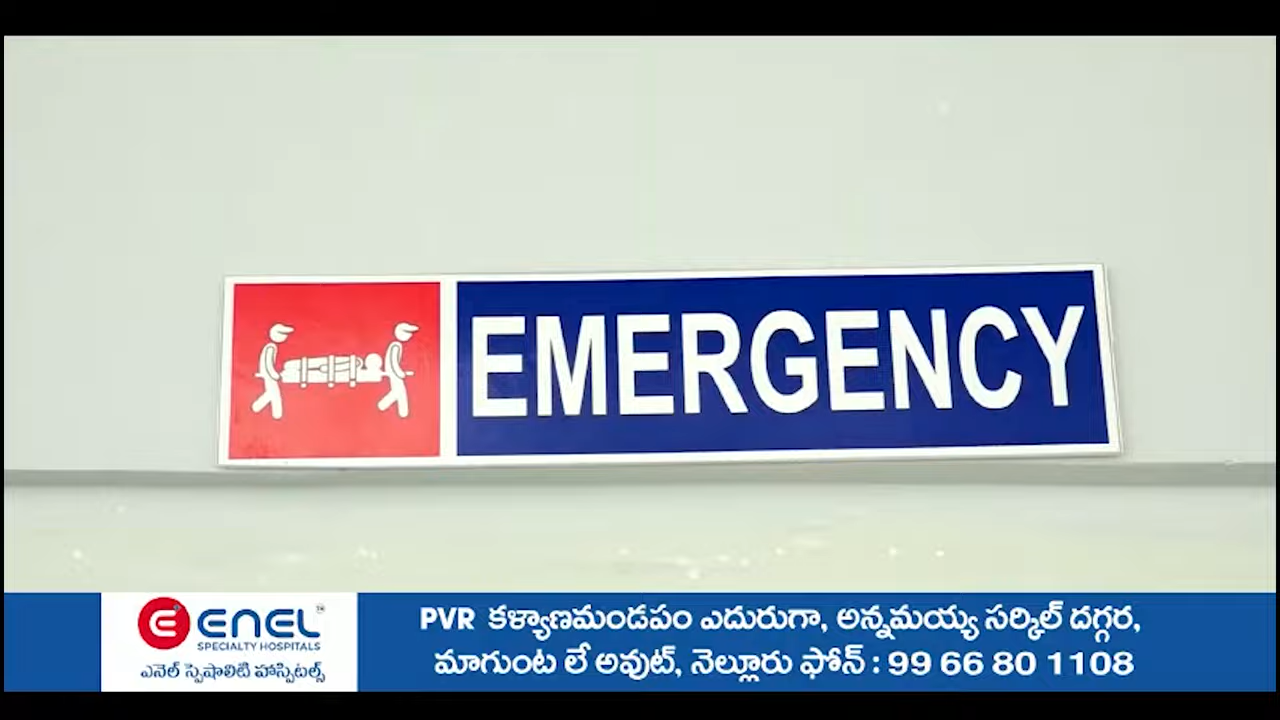 EMERGENCY
ENEL
SPECIALTY HOSPITALS
ఎనెల్ స్పెషాలిటి హాస్పిటల్స్
PVR కళ్యాణమండపం ఎదురుగా, అన్నమయ్య సర్కిల్ దగ్గర,
మాగుంట లే అవుట్, నెల్లూరు ఫోన్ : 99 66 80 1108